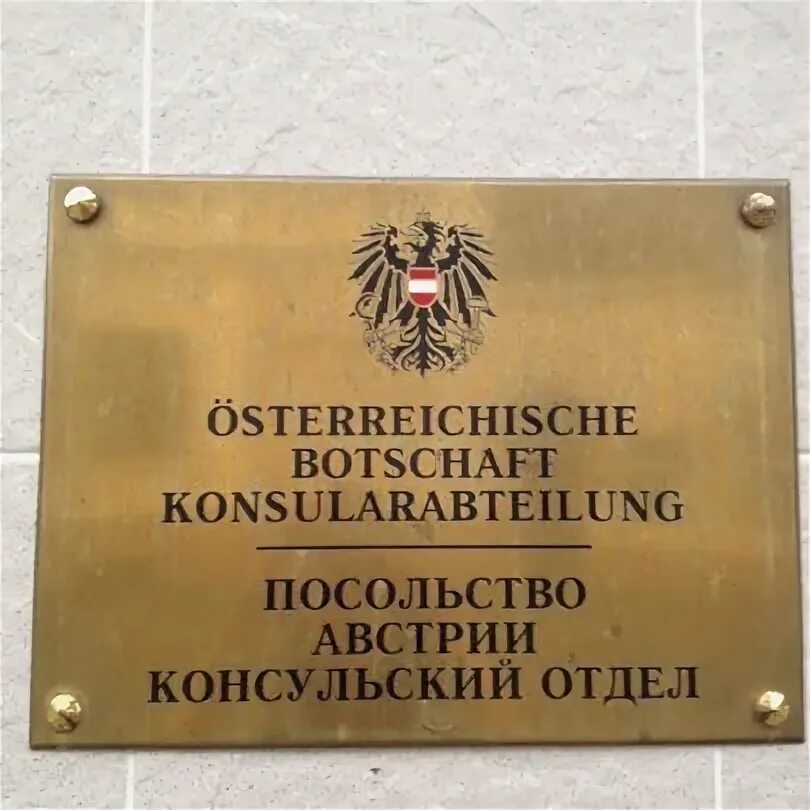 ÖSTERREICHISCHE
BOTSCHAFT
KONSULARABTEILUNG
ПОСОЛЬСТВО
АВСТРИИ
КОНСУЛЬСКИЙ ОТДЕЛ